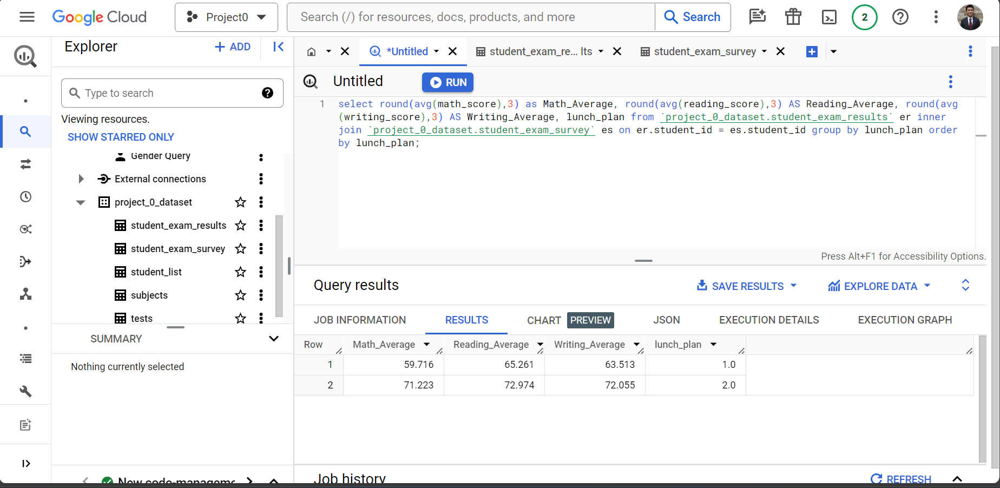 Google Cloud
Project0
Search (/) for resources, docs, products, and more
Search
2
Explorer
+ ADD
Type to search
Viewing resources.
SHOW STARRED ONLY
Gender Query
External connections
project_0_dataset
student_exam_results
student_exam_survey
student_list
subjects
tests
SUMMARY
Nothing currently selected
New code-manageme
*Untitled
student_exam_re... lts
student_exam_survey
Untitled
RUN
1
select round(avg(math_score),3) as Math_Average, round(avg(reading_score),3) AS Reading_Average, round(avg
(writing_score),3) AS Writing_Average, lunch_plan from `project_0_dataset.student_exam_results` er inner
join `project_0_dataset.student_exam_survey` es on er.student_id = es.student_id group by lunch_plan order
by lunch_plan;
Press Alt+F1 for Accessibility Options.
Query results
SAVE RESULTS
EXPLORE DATA
JOB INFORMATION
RESULTS
CHART PREVIEW
JSON
EXECUTION DETAILS
EXECUTION GRAPH
Row Math_Average Reading_Average Writing_Average lunch_plan
1 59.716 65.261 63.513 1.0
2 71.223 72.974 72.055 2.0
Job history
REFRESH